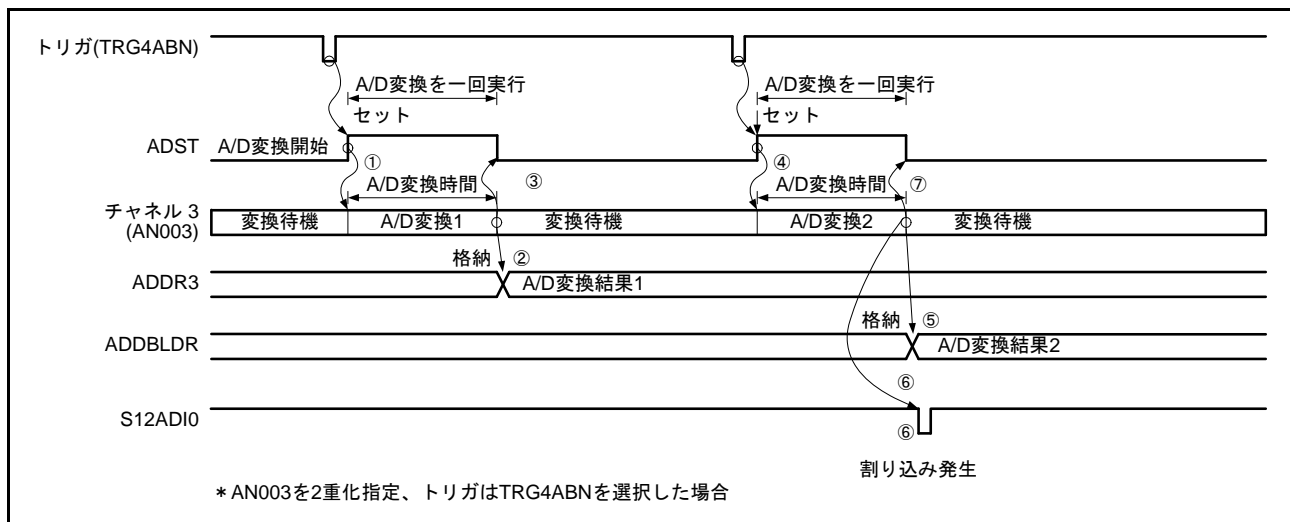 トリガ(TRG4ABN)
A/D変換を一回実行
A/D変換を一回実行
セット
セット
ADST
A/D変換開始
①
④
A/D変換時間
③
A/D変換時間
⑦
チャネル 3
(AN003)
変換待機
A/D変換1
変換待機
A/D変換2
変換待機
格納
②
ADDR3
A/D変換結果1
格納
⑤
ADDBLDR
A/D変換結果2
⑥
S12ADI0
⑥
割り込み発生
＊AN003を2重化指定、トリガはTRG4ABNを選択した場合